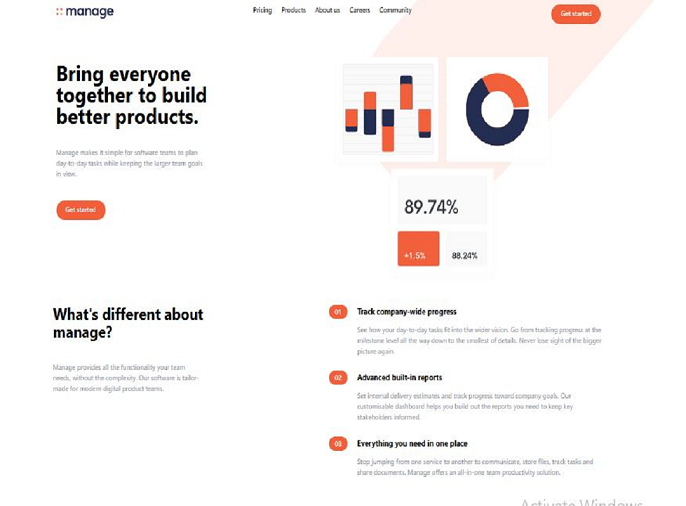 manage
Pricing Products About us Careers Community
Get started
Bring everyone
together to build
better products.
Manage makes it simple for software teams to plan
day-to-day tasks while keeping the larger team goals
in view.
Get started
89.74%
+1.5%
88.24%
What's different about
manage?
Manage provides all the functionality your team
needs, without the complexity. Our software is tailor-
made for modern digital product teams.
01 Track company-wide progress
See how your day-to-day tasks fit into the wider vision. Go from tracking progress at the
milestone level all the way down to the smallest of details. Never lose sight of the bigger
picture again.
02 Advanced built-in reports
Set internal delivery estimates and track progress toward company goals. Our
customisable dashboard helps you build out the reports you need to keep key
stakeholders informed.
03 Everything you need in one place
Stop jumping from one service to another to communicate, store files, track tasks and
share documents. Manage offers an all-in-one team productivity solution.
Activate Windows